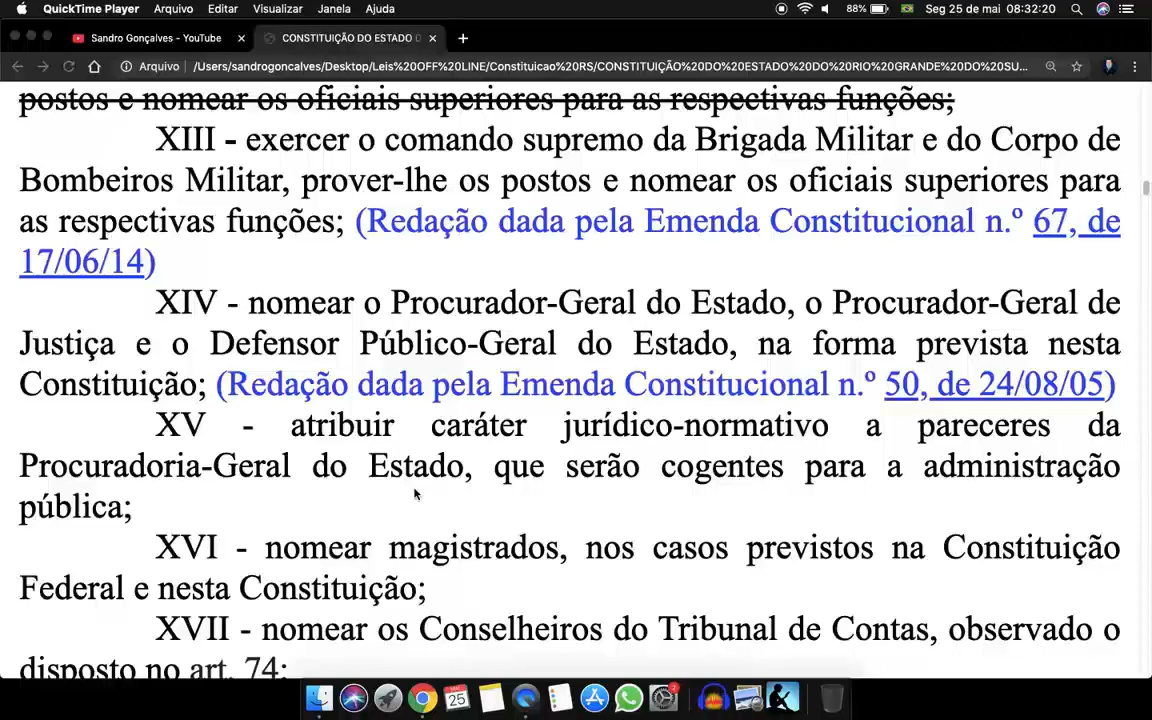 QuickTime Player Arquivo Editar Visualizar Janela Ajuda 88% Seg 25 de mai 08:32:20
Sandro Gonçalves - YouTube CONSTITUIÇÃO DO ESTADO
Arquivo /Users/sandrogoncalves/Desktop/Leis%20OFF%20LINE/Constituicao%20RS/CONSTITUIÇÃO%20DO%20ESTADO%20DO%20RIO%20GRANDE%20DO%20SU...
postos e nomear os oficiais superiores para as respectivas funções;
XIII - exercer o comando supremo da Brigada Militar e do Corpo de
Bombeiros Militar, prover-lhe os postos e nomear os oficiais superiores para
as respectivas funções; (Redação dada pela Emenda Constitucional n.º 67, de
17/06/14)
XIV - nomear o Procurador-Geral do Estado, o Procurador-Geral de
Justiça e o Defensor Público-Geral do Estado, na forma prevista nesta
Constituição; (Redação dada pela Emenda Constitucional n.º 50, de 24/08/05)
XV - atribuir caráter jurídico-normativo a pareceres da
Procuradoria-Geral do Estado, que serão cogentes para a administração
pública;
XVI - nomear magistrados, nos casos previstos na Constituição
Federal e nesta Constituição;
XVII - nomear os Conselheiros do Tribunal de Contas, observado o
disposto no art. 74;
25